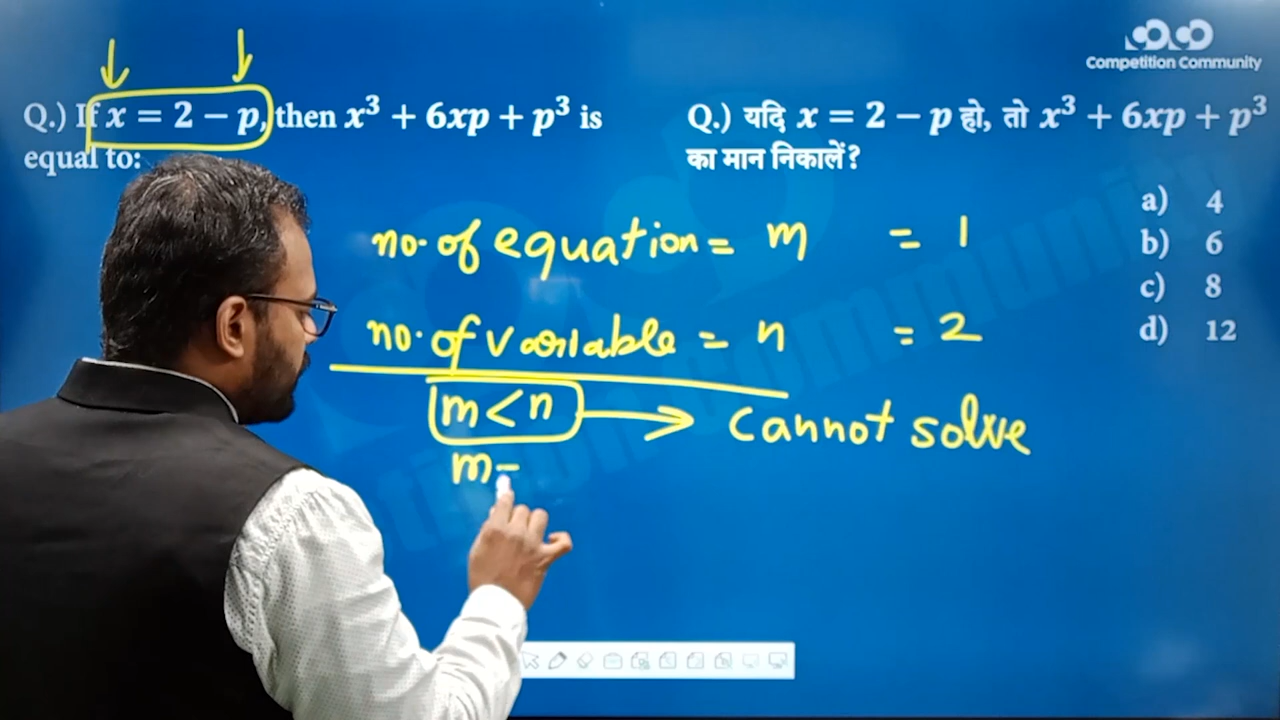 Competition Community
Q.) If x = 2 − p, then x³ + 6xp + p³ is
equal to:
Q.) यदि x = 2 − p हो, तो x³ + 6xp + p³
का मान निकालें?
a) 4
b) 6
c) 8
d) 12
no. of equation = m = 1
no. of variable = n = 2
m < n → cannot solve
m =